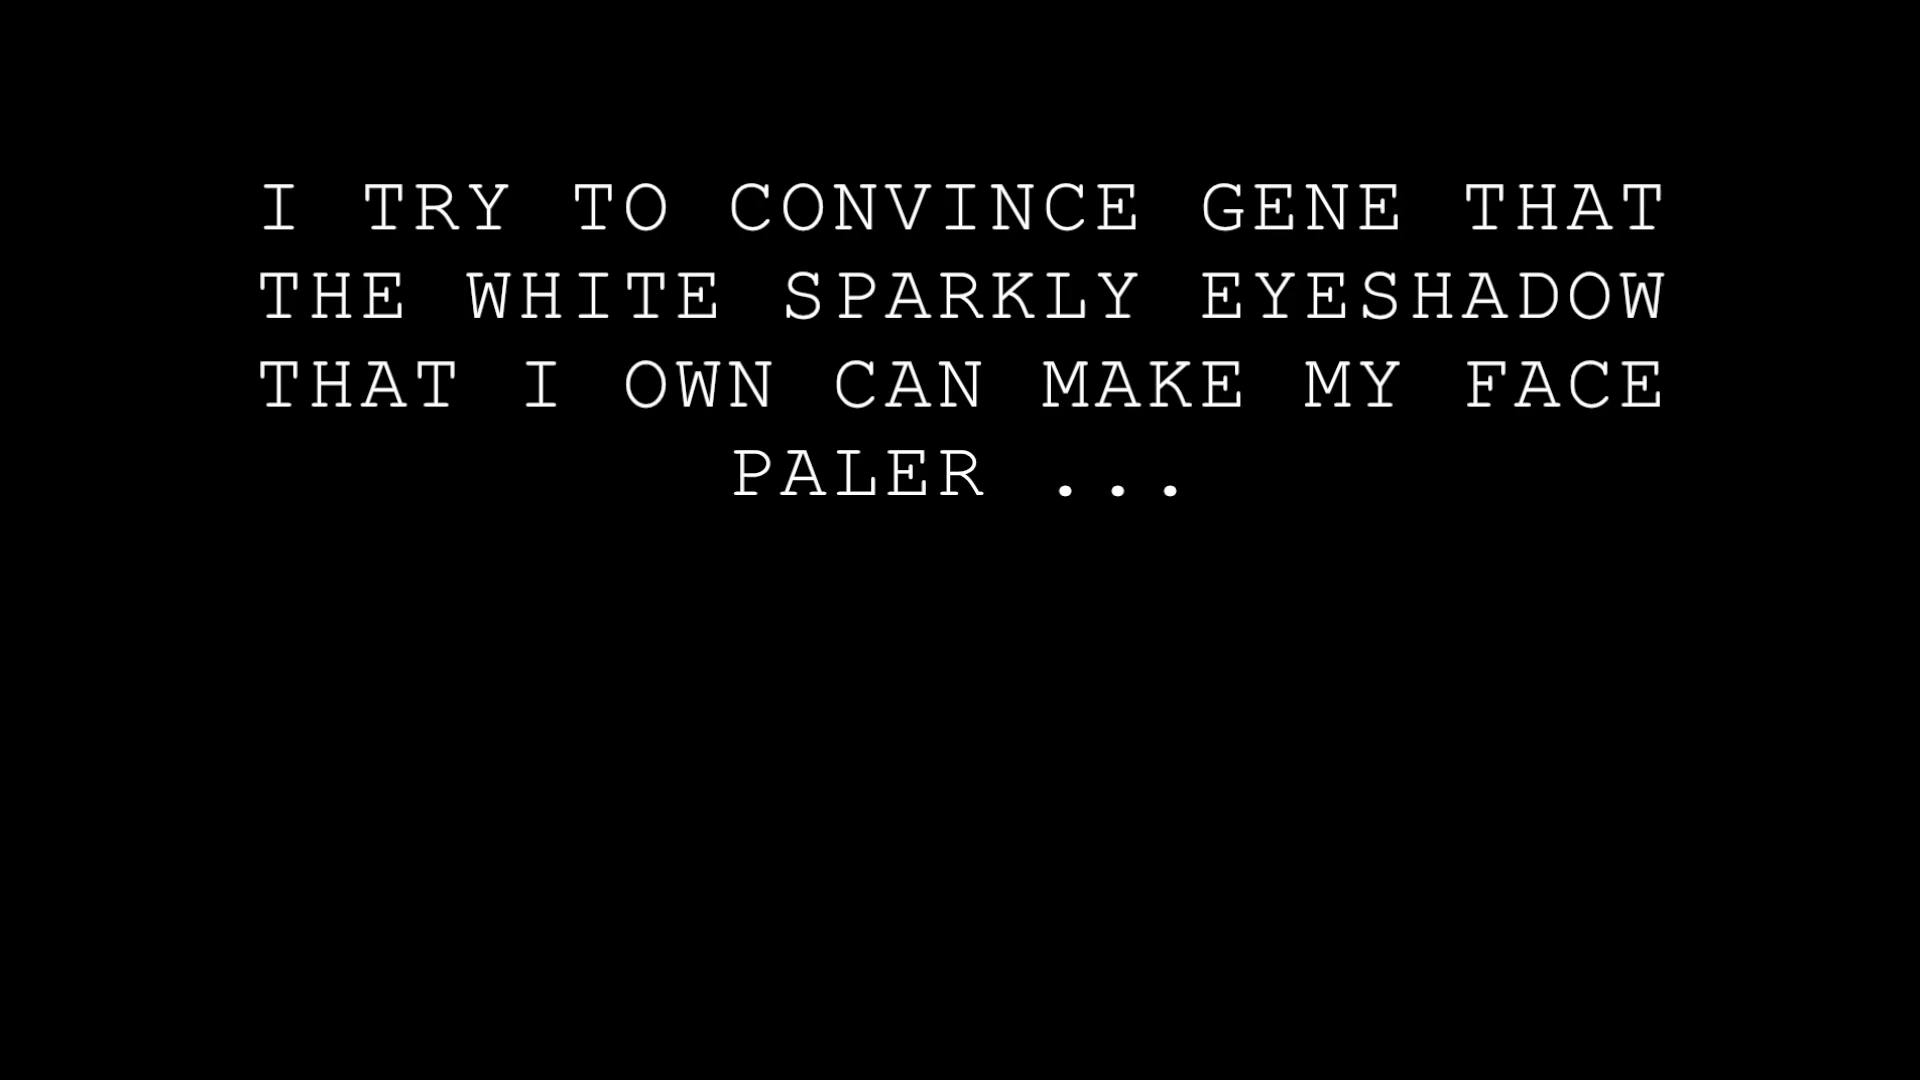 I TRY TO CONVINCE GENE THAT
THE WHITE SPARKLY EYESHADOW
THAT I OWN CAN MAKE MY FACE
PALER ...